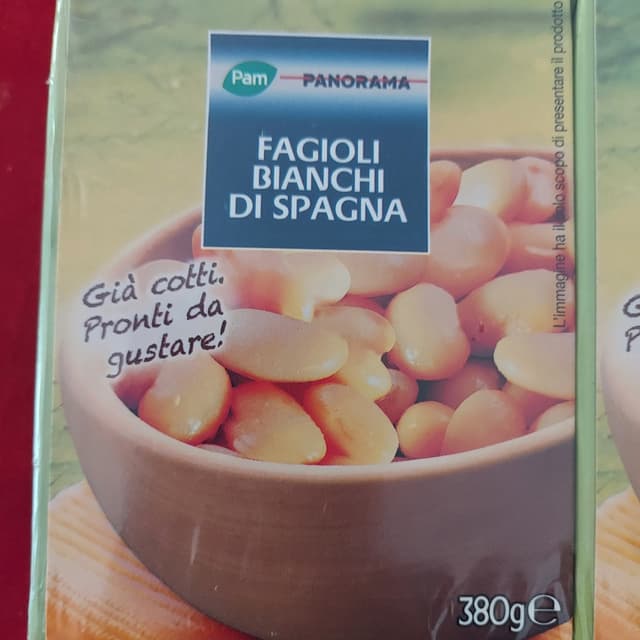 Pam PANORAMA
FAGIOLI
BIANCHI
DI SPAGNA
Già cotti.
Pronti da
gustare!
L'immagine ha il solo scopo di presentare il prodotto
380g℮